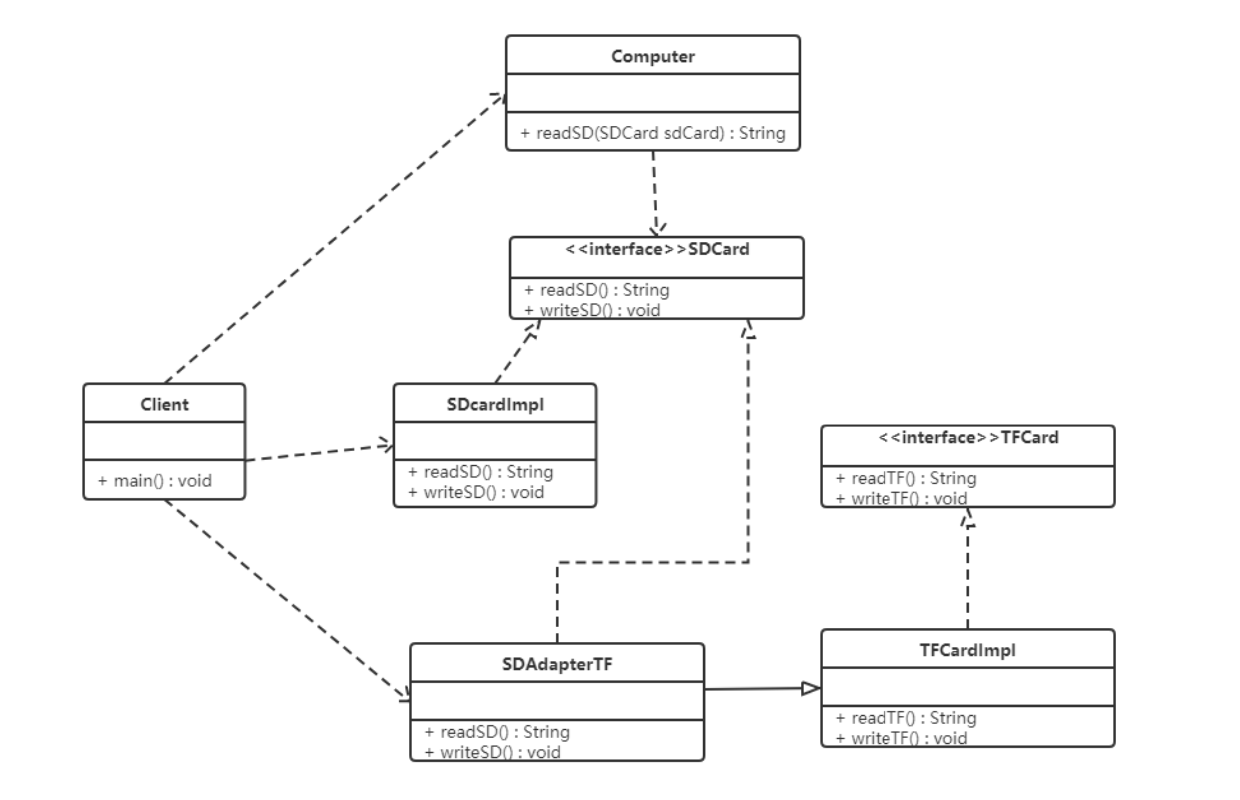 Computer
+ readSD(SDCard sdCard) : String
<<interface>>SDCard
+ readSD() : String
+ writeSD() : void
Client
+ main() : void
SDcardImpl
+ readSD() : String
+ writeSD() : void
<<interface>>TFCard
+ readTF() : String
+ writeTF() : void
SDAdapterTF
+ readSD() : String
+ writeSD() : void
TFCardImpl
+ readTF() : String
+ writeTF() : void